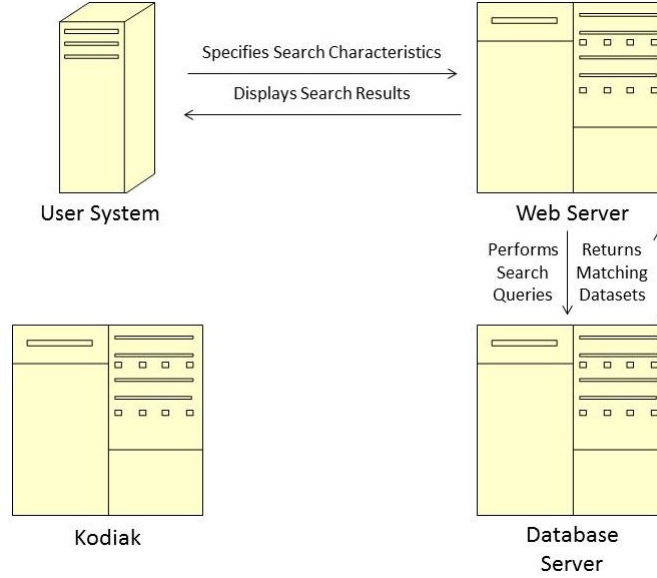 Specifies Search Characteristics
Displays Search Results
User System
Web Server
Performs
Search
Queries
Returns
Matching
Datasets
Kodiak
Database
Server